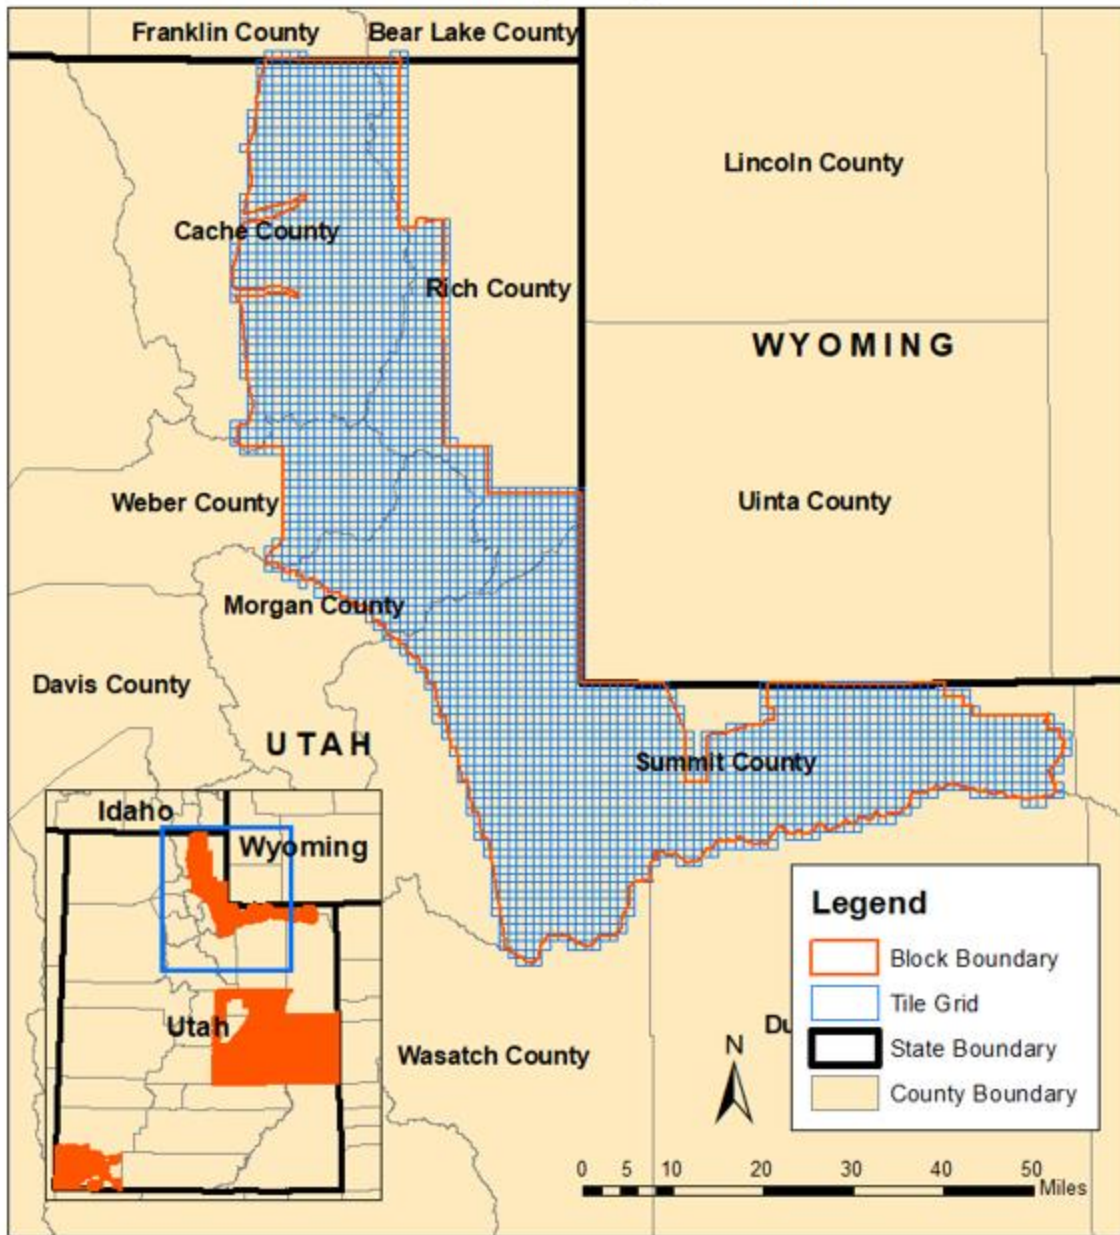 Franklin County
Bear Lake County
Lincoln County
Cache County
Rich County
WYOMING
Weber County
Uinta County
Morgan County
Davis County
UTAH
Summit County
Idaho
Wyoming
Utah
Wasatch County
Legend
Block Boundary
Tile Grid
State Boundary
County Boundary
N
0 5 10 20 30 40 50
Miles